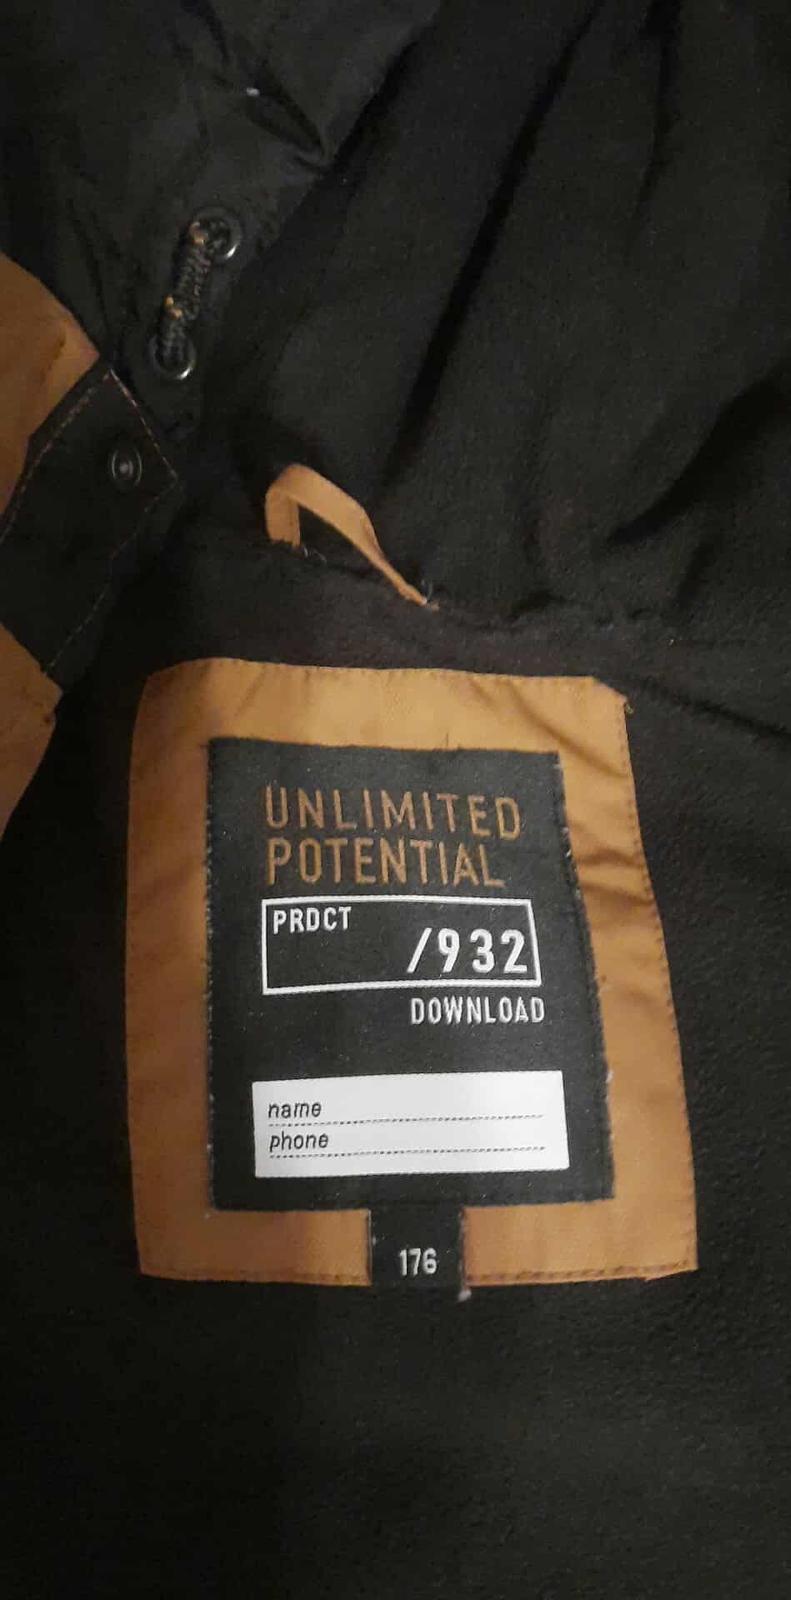 UNLIMITED
POTENTIAL
PRDCT
/932
DOWNLOAD
name
phone
176